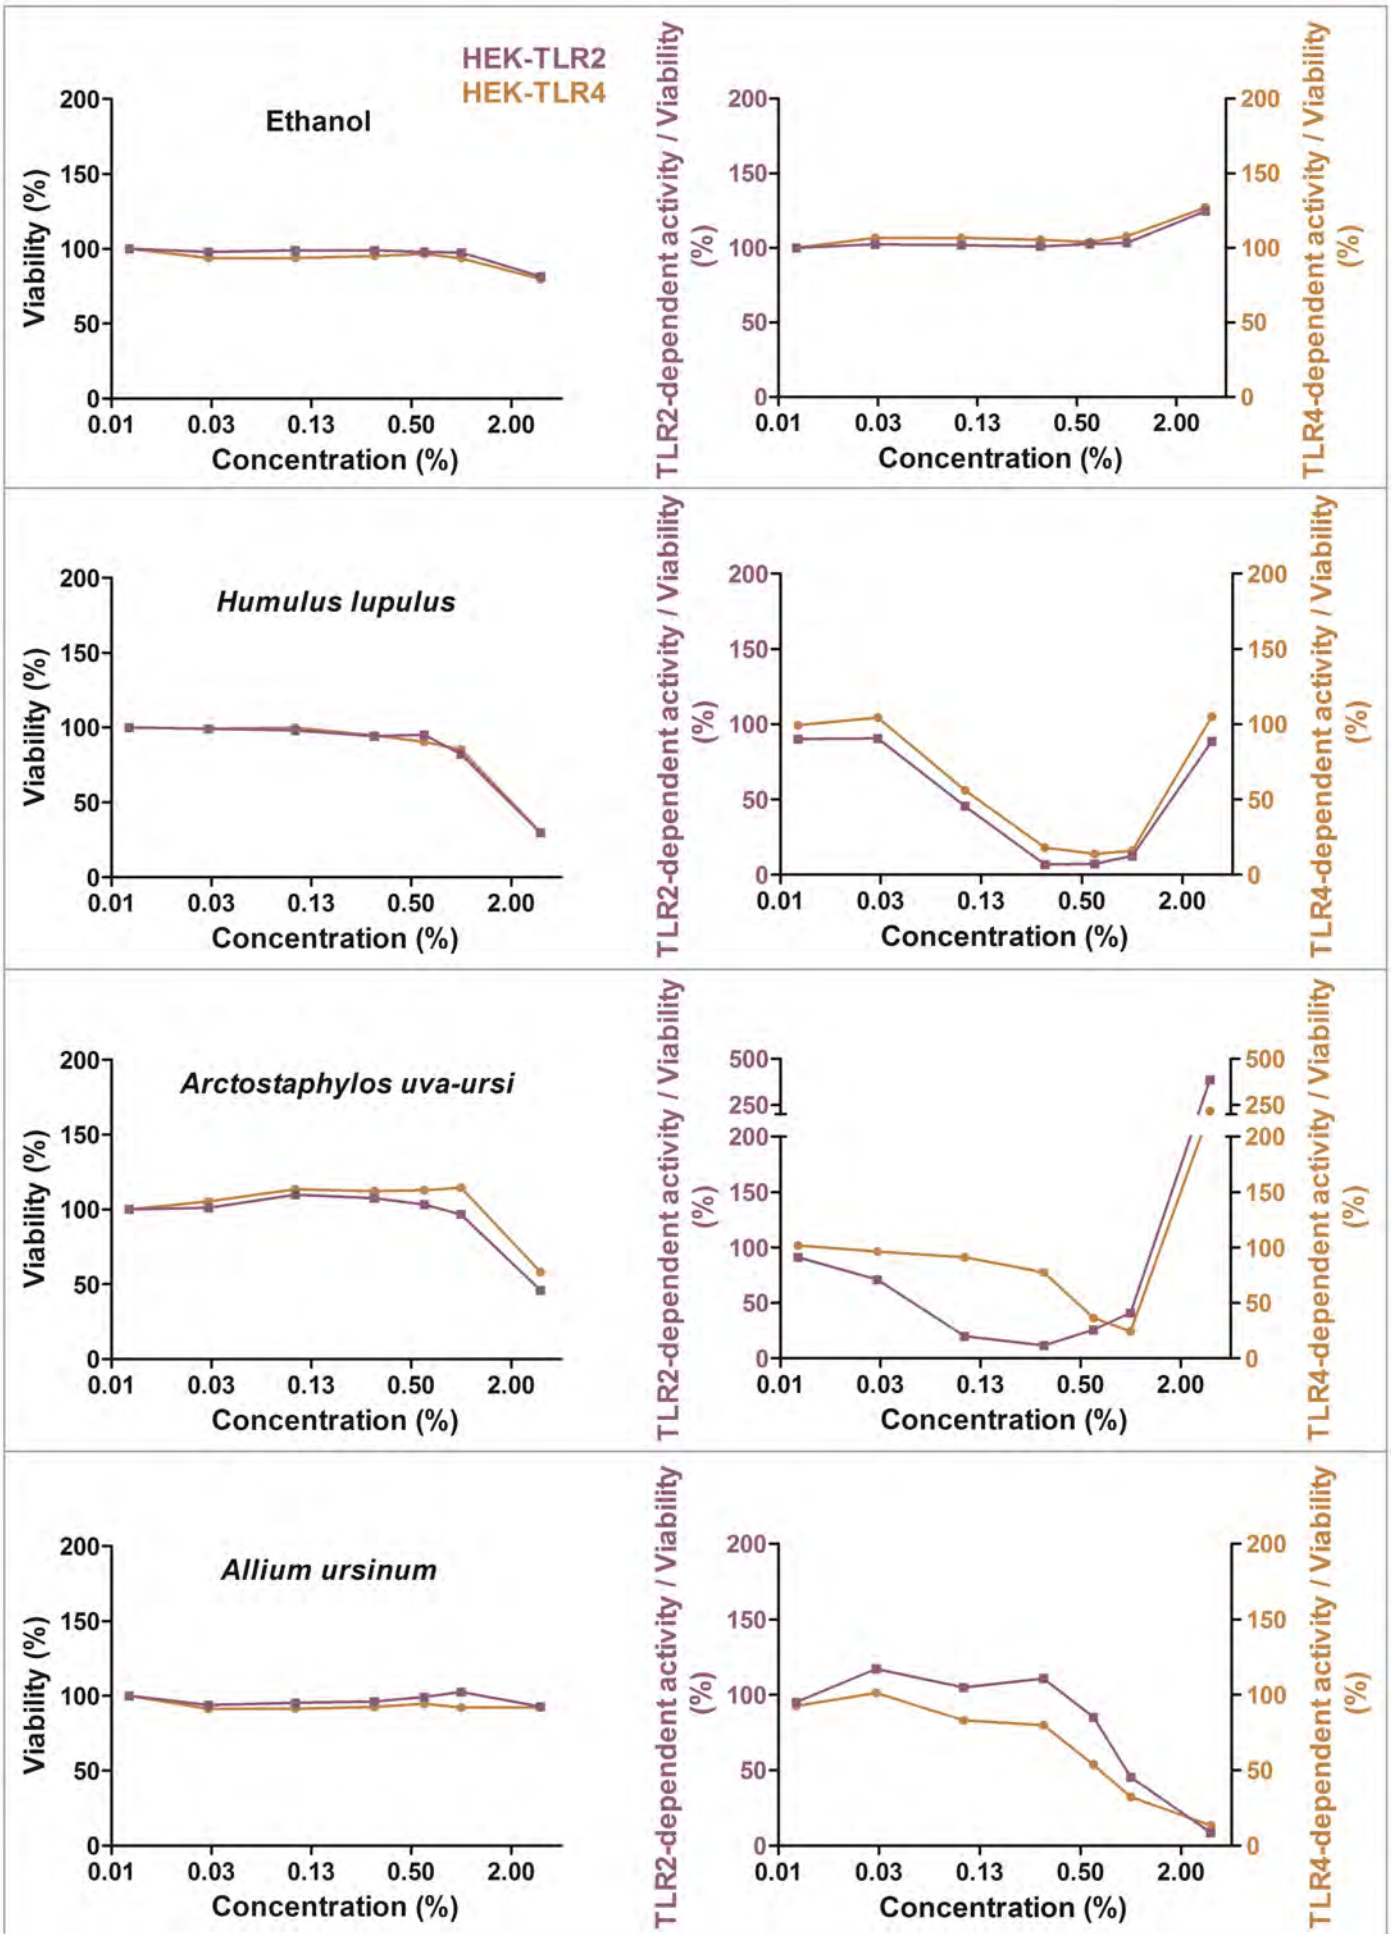 HEK-TLR2
HEK-TLR4
Ethanol
Viability (%)
200
150
100
50
0
0.01 0.03 0.13 0.50 2.00
Concentration (%)
TLR2-dependent activity / Viability
(%)
200
150
100
50
0
0.01 0.03 0.13 0.50 2.00
Concentration (%)
200
150
100
50
0
TLR4-dependent activity / Viability
(%)
Humulus lupulus
Viability (%)
200
150
100
50
0
0.01 0.03 0.13 0.50 2.00
Concentration (%)
TLR2-dependent activity / Viability
(%)
200
150
100
50
0
0.01 0.03 0.13 0.50 2.00
Concentration (%)
200
150
100
50
0
TLR4-dependent activity / Viability
(%)
Arctostaphylos uva-ursi
Viability (%)
200
150
100
50
0
0.01 0.03 0.13 0.50 2.00
Concentration (%)
TLR2-dependent activity / Viability
(%)
500
250
200
150
100
50
0
0.01 0.03 0.13 0.50 2.00
Concentration (%)
500
250
200
150
100
50
0
TLR4-dependent activity / Viability
(%)
Allium ursinum
Viability (%)
200
150
100
50
0
0.01 0.03 0.13 0.50 2.00
Concentration (%)
TLR2-dependent activity / Viability
(%)
200
150
100
50
0
0.01 0.03 0.13 0.50 2.00
Concentration (%)
200
150
100
50
0
TLR4-dependent activity / Viability
(%)